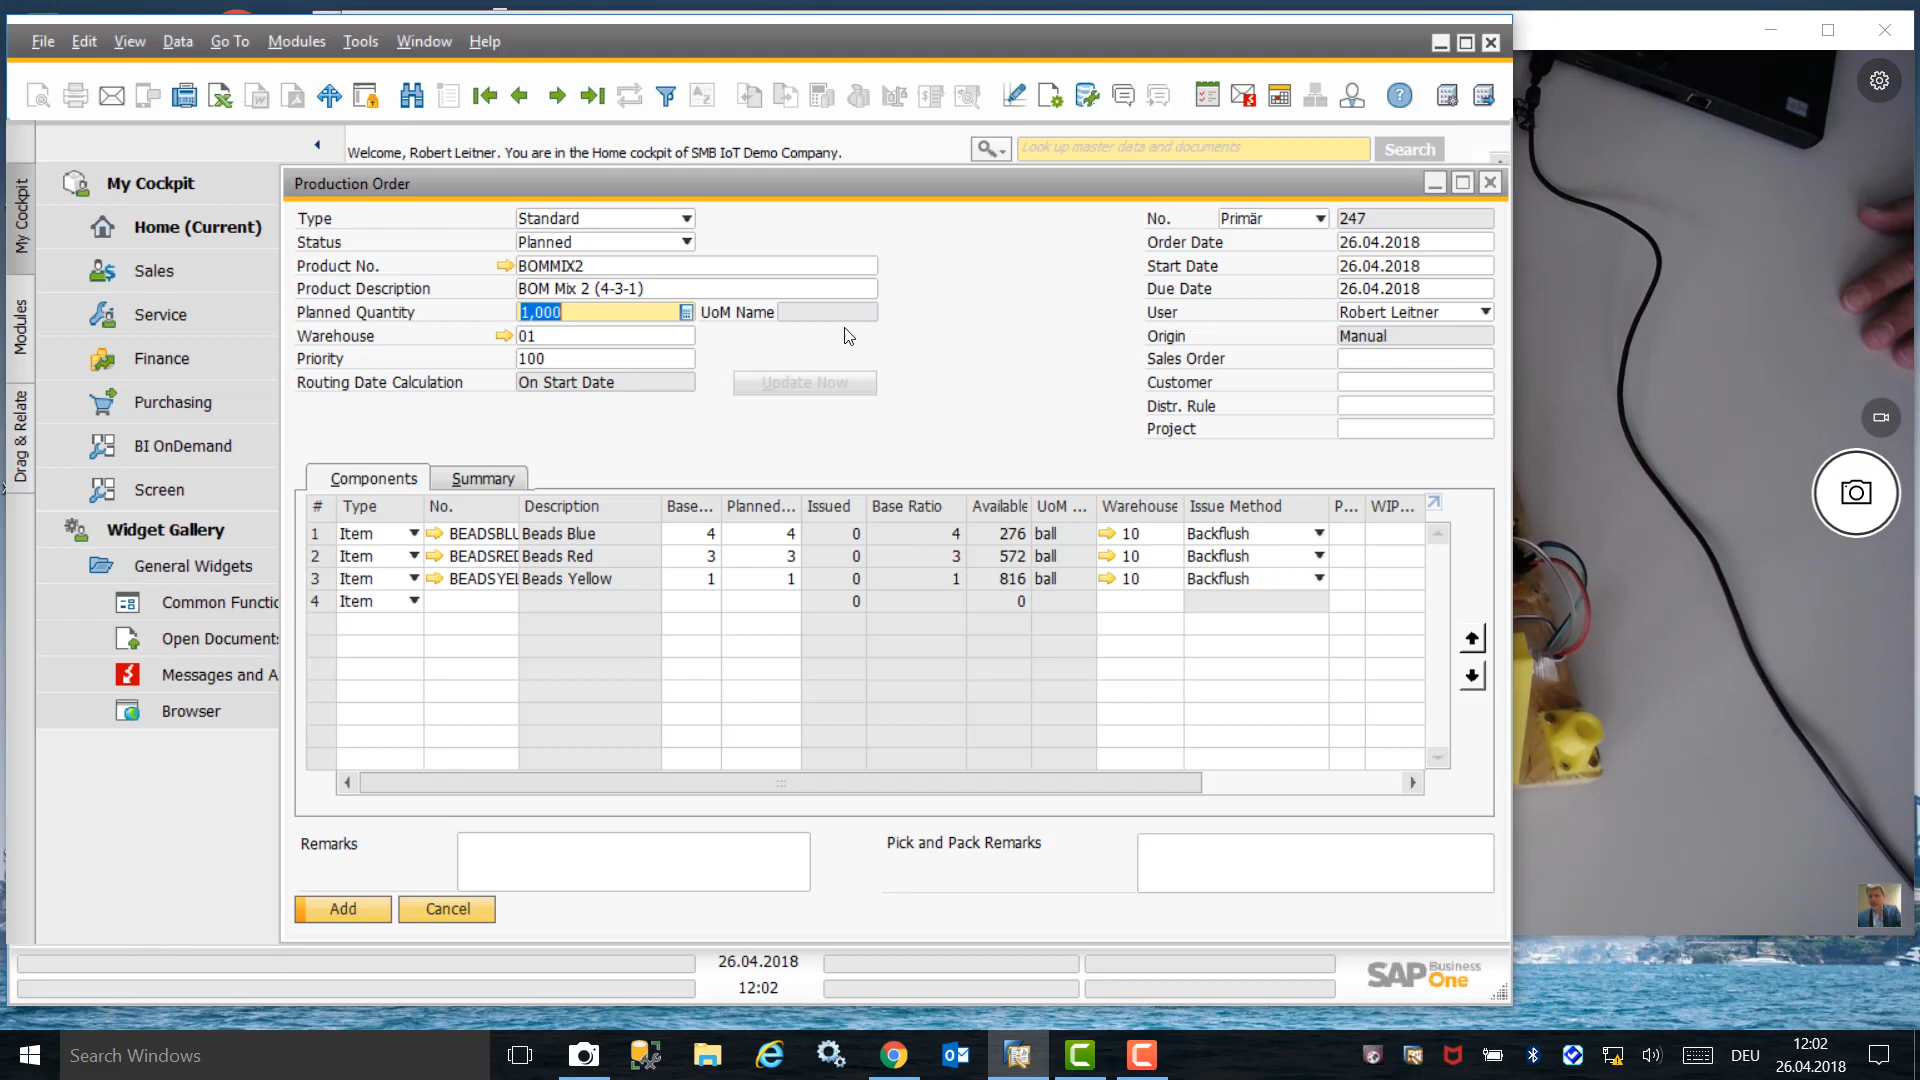 File Edit View Data Go To Modules Tools Window Help
Welcome, Robert Leitner. You are in the Home cockpit of SMB IoT Demo Company.
Look up master data and documents
Search
My Cockpit
Modules
Drag & Relate
My Cockpit
Home (Current)
Sales
Service
Finance
Purchasing
BI OnDemand
Screen
Widget Gallery
General Widgets
Common Functic
Open Document:
Messages and A
Browser
Production Order
Type Standard
Status Planned
Product No. BOMMIX2
Product Description BOM Mix 2 (4-3-1)
Planned Quantity 1,000 UoM Name
Warehouse 01
Priority 100
Routing Date Calculation On Start Date Update Now
No. Primär 247
Order Date 26.04.2018
Start Date 26.04.2018
Due Date 26.04.2018
User Robert Leitner
Origin Manual
Sales Order
Customer
Distr. Rule
Project
Components Summary
# Type No. Description Base... Planned... Issued Base Ratio Available UoM ... Warehouse Issue Method P... WIP...
1 Item BEADSBLU Beads Blue 4 4 0 4 276 ball 10 Backflush
2 Item BEADSRED Beads Red 3 3 0 3 572 ball 10 Backflush
3 Item BEADSYEL Beads Yellow 1 1 0 1 816 ball 10 Backflush
4 Item 0 0
Remarks
Pick and Pack Remarks
Add Cancel
26.04.2018
12:02
SAP Business One
Search Windows
DEU
12:02
26.04.2018